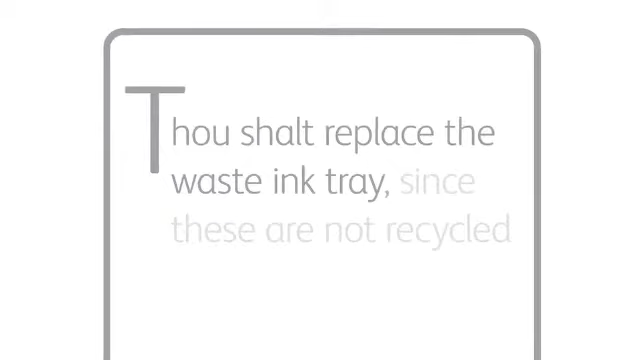 Thou shalt replace the
waste ink tray, since
these are not recycled